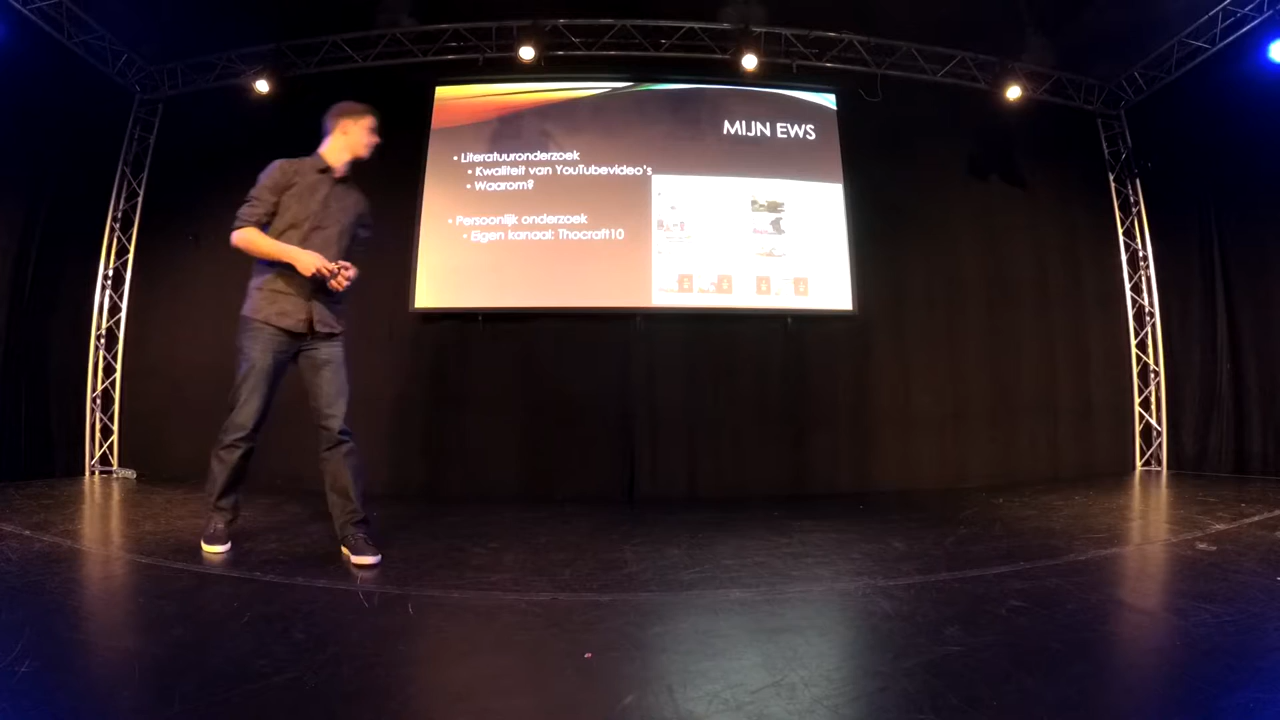 MIJN EWS
• Literatuuronderzoek
• Kwaliteit van YouTubevideo's
• Waarom?
• Persoonlijk onderzoek
• Eigen kanaal: Thocraft10